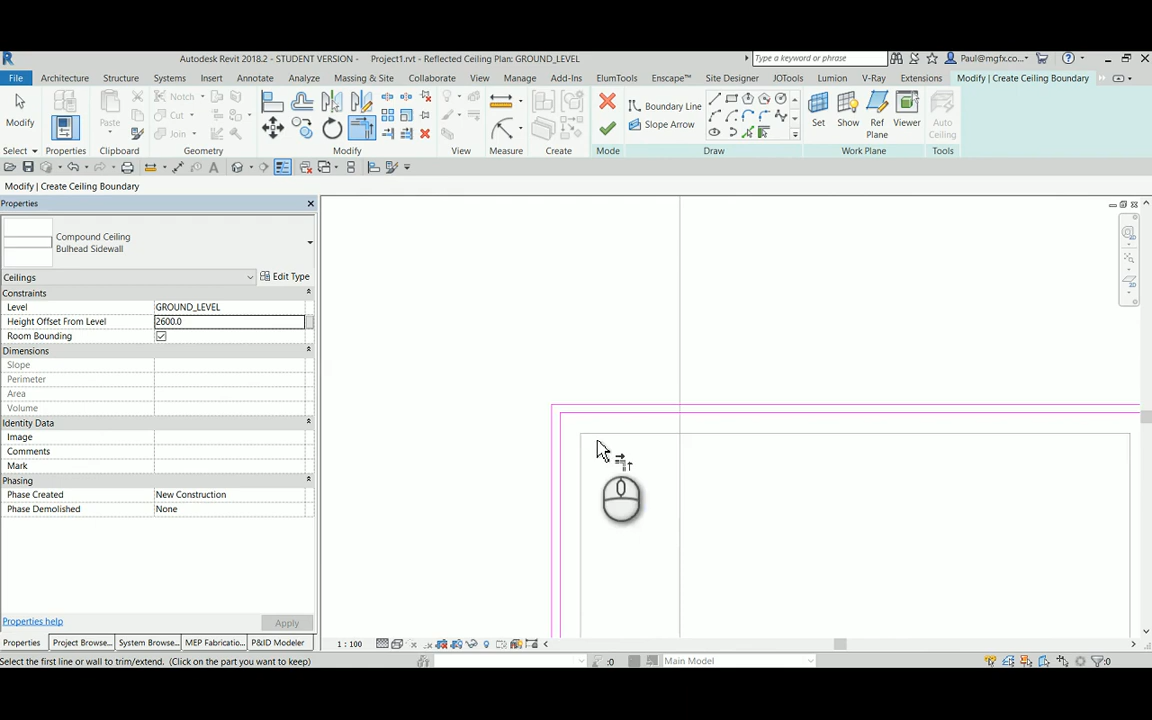 Autodesk Revit 2018.2 - STUDENT VERSION - Project1.rvt - Reflected Ceiling Plan: GROUND_LEVEL
Type a keyword or phrase
Paul@mgfx.co...
File Architecture Structure Systems Insert Annotate Analyze Massing & Site Collaborate View Manage Add-Ins ElumTools Enscape™ Site Designer JOTools Lumion V-Ray Extensions Modify | Create Ceiling Boundary
Modify
Paste
Notch
Cut
Join
Boundary Line
Slope Arrow
Set Show Ref Plane Viewer Auto Ceiling
Select Properties Clipboard Geometry Modify View Measure Create Mode Draw Work Plane Tools
Modify | Create Ceiling Boundary
Properties
Compound Ceiling
Bulhead Sidewall
Ceilings Edit Type
Constraints
Level GROUND_LEVEL
Height Offset From Level 2600.0
Room Bounding
Dimensions
Slope
Perimeter
Area
Volume
Identity Data
Image
Comments
Mark
Phasing
Phase Created New Construction
Phase Demolished None
Properties help Apply
Properties Project Browse... System Browse... MEP Fabricatio... P&ID Modeler
1 : 100
Select the first line or wall to trim/extend. (Click on the part you want to keep)
:0
Main Model
:0